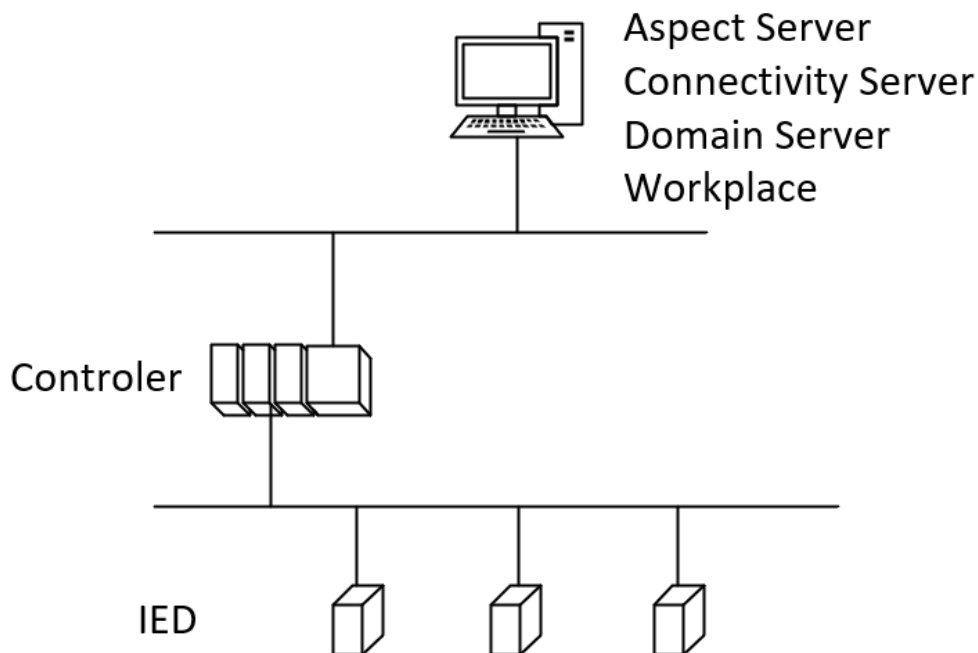 Aspect Server
Connectivity Server
Domain Server
Workplace
Controler
IED